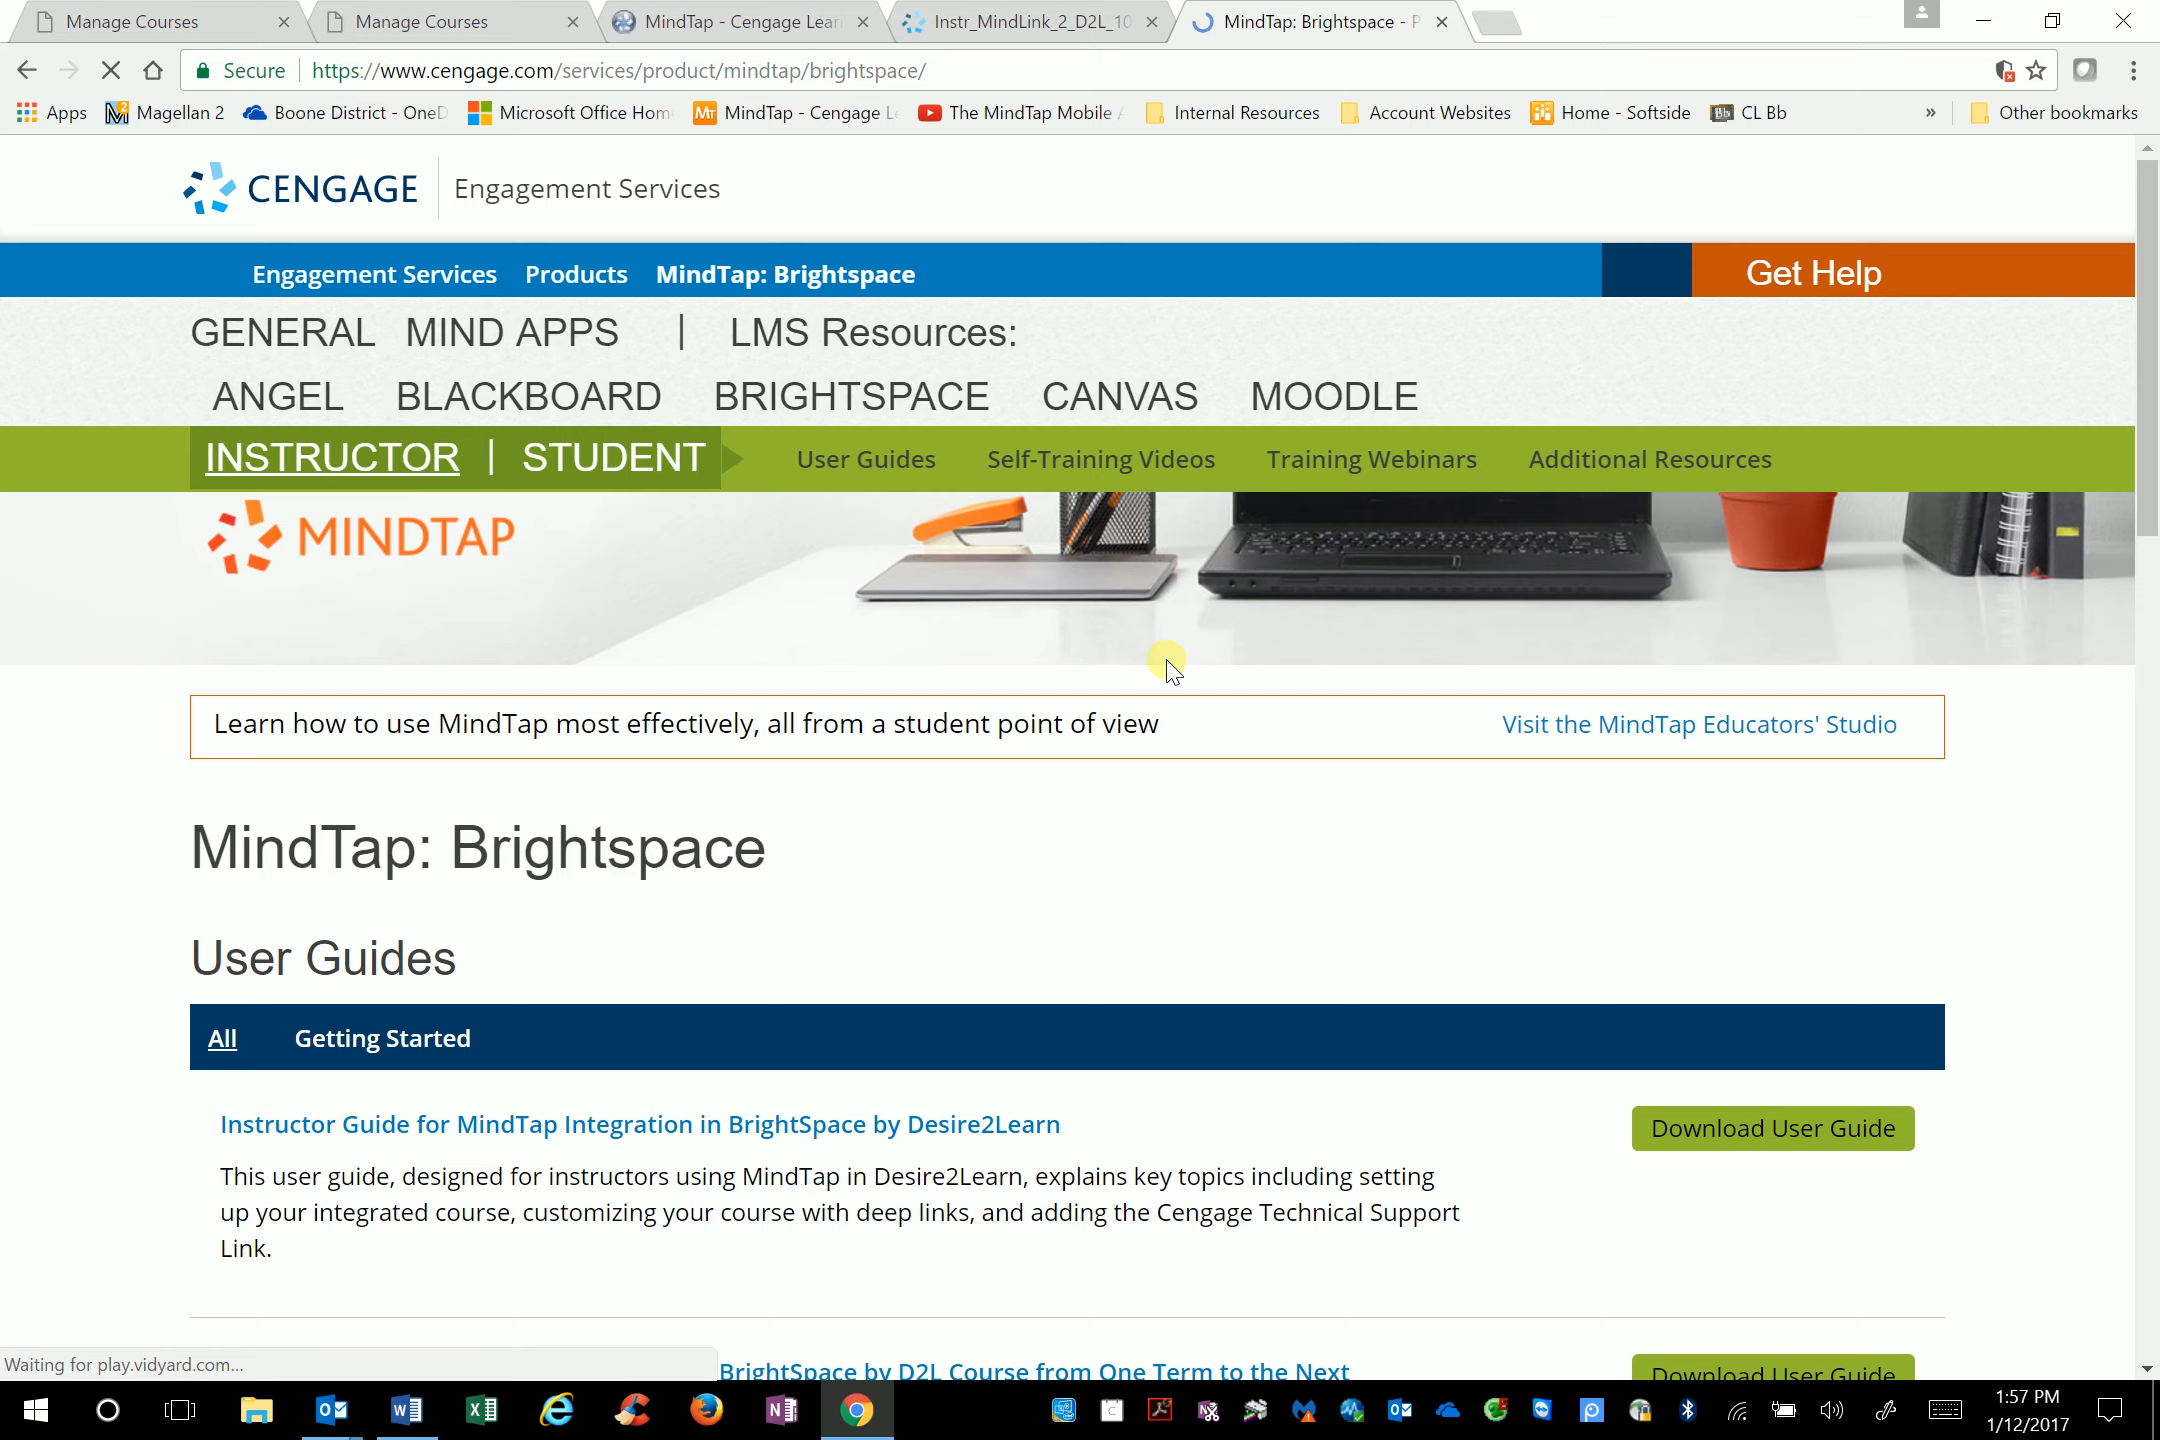 Manage Courses
Manage Courses
MindTap - Cengage Lear
Instr_MindLink_2_D2L_10
MindTap: Brightspace - P
Secure
https://www.cengage.com/services/product/mindtap/brightspace/
Apps
Magellan 2
Boone District - OneD
Microsoft Office Hom
MindTap - Cengage L
The MindTap Mobile
Internal Resources
Account Websites
Home - Softside
CL Bb
»
Other bookmarks
CENGAGE
Engagement Services
Engagement Services Products MindTap: Brightspace
Get Help
GENERAL MIND APPS | LMS Resources:
ANGEL BLACKBOARD BRIGHTSPACE CANVAS MOODLE
INSTRUCTOR | STUDENT
User Guides Self-Training Videos Training Webinars Additional Resources
MINDTAP
Learn how to use MindTap most effectively, all from a student point of view
Visit the MindTap Educators' Studio
MindTap: Brightspace
User Guides
All Getting Started
Instructor Guide for MindTap Integration in BrightSpace by Desire2Learn
Download User Guide
This user guide, designed for instructors using MindTap in Desire2Learn, explains key topics including setting
up your integrated course, customizing your course with deep links, and adding the Cengage Technical Support
Link.
Waiting for play.vidyard.com...
BrightSpace by D2L Course from One Term to the Next
Download User Guide
1:57 PM
1/12/2017